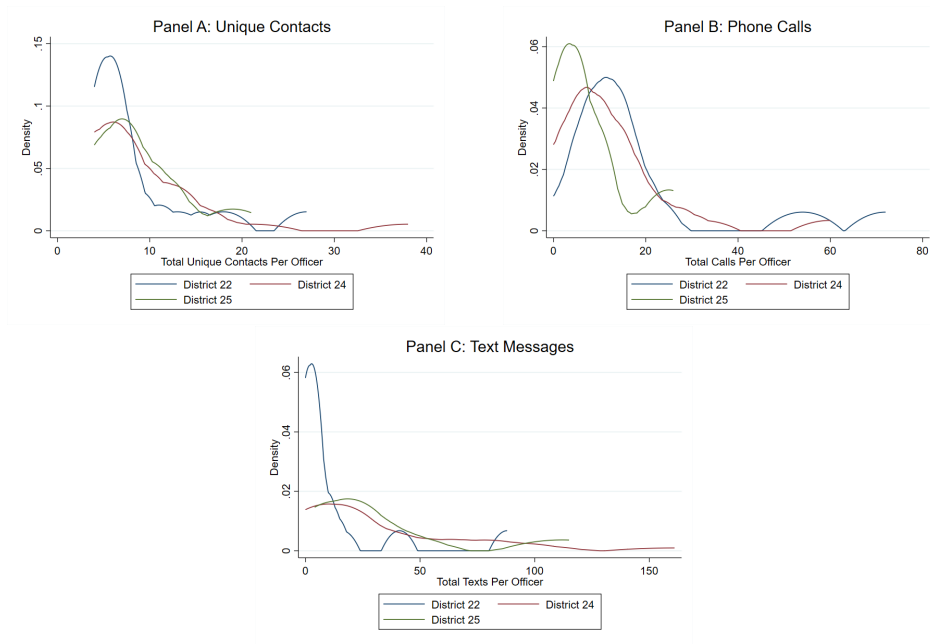 Panel A: Unique Contacts
.15
.1
.05
0
Density
0 10 20 30 40
Total Unique Contacts Per Officer
District 22 District 24
District 25
Panel B: Phone Calls
.06
.04
.02
0
Density
0 20 40 60 80
Total Calls Per Officer
District 22 District 24
District 25
Panel C: Text Messages
.06
.04
.02
0
Density
0 50 100 150
Total Texts Per Officer
District 22 District 24
District 25